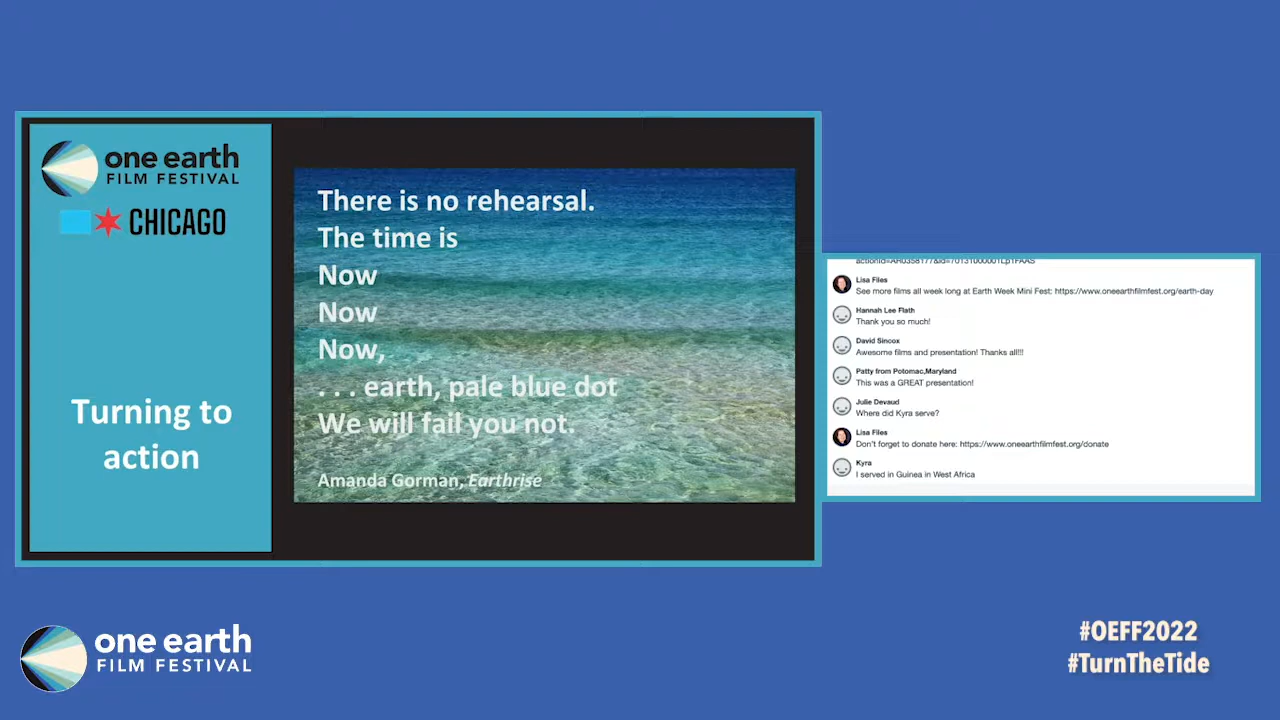 one earth
FILM FESTIVAL
CHICAGO
Turning to
action
There is no rehearsal.
The time is
Now
Now
Now,
. . . earth, pale blue dot
We will fail you not.
Amanda Gorman, Earthrise
Lisa Files
See more films all week long at Earth Week Mini Fest: https://www.oneearthfilmfest.org/earth-day
Hannah Lee Flath
Thank you so much!
David Sincox
Awesome films and presentation! Thanks all!!!
Patty from Potomac,Maryland
This was a GREAT presentation!
Julie Devaud
Where did Kyra serve?
Lisa Files
Don't forget to donate here: https://www.oneearthfilmfest.org/donate
Kyra
I served in Guinea in West Africa
one earth
FILM FESTIVAL
#OEFF2022
#TurnTheTide